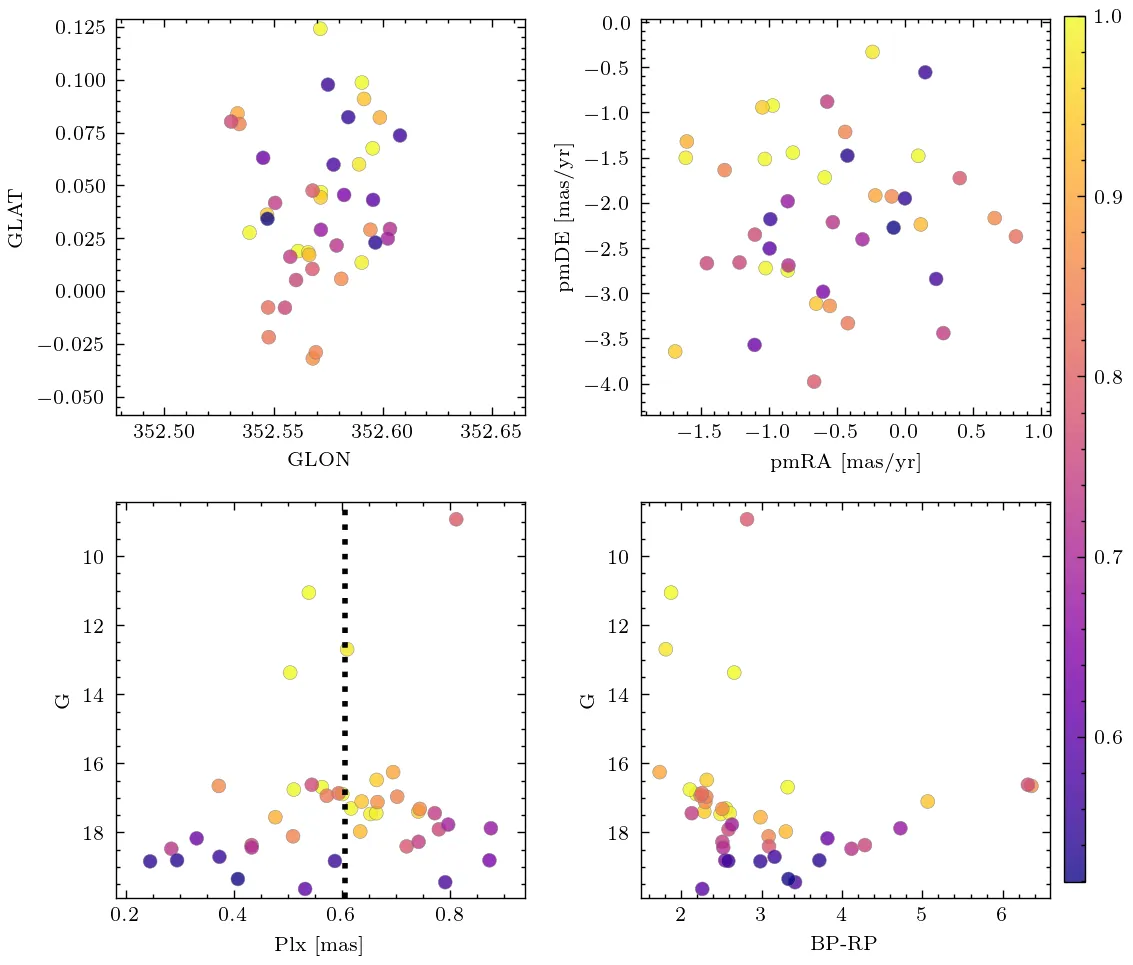 0.125
0.100
0.075
0.050
0.025
0.000
−0.025
−0.050
GLAT
352.50 352.55 352.60 352.65
GLON
0.0
−0.5
−1.0
−1.5
−2.0
−2.5
−3.0
−3.5
−4.0
pmDE [mas/yr]
−1.5 −1.0 −0.5 0.0 0.5 1.0
pmRA [mas/yr]
1.0
0.9
0.8
0.7
0.6
10
12
14
16
18
G
0.2 0.4 0.6 0.8
Plx [mas]
10
12
14
16
18
G
2 3 4 5 6
BP-RP